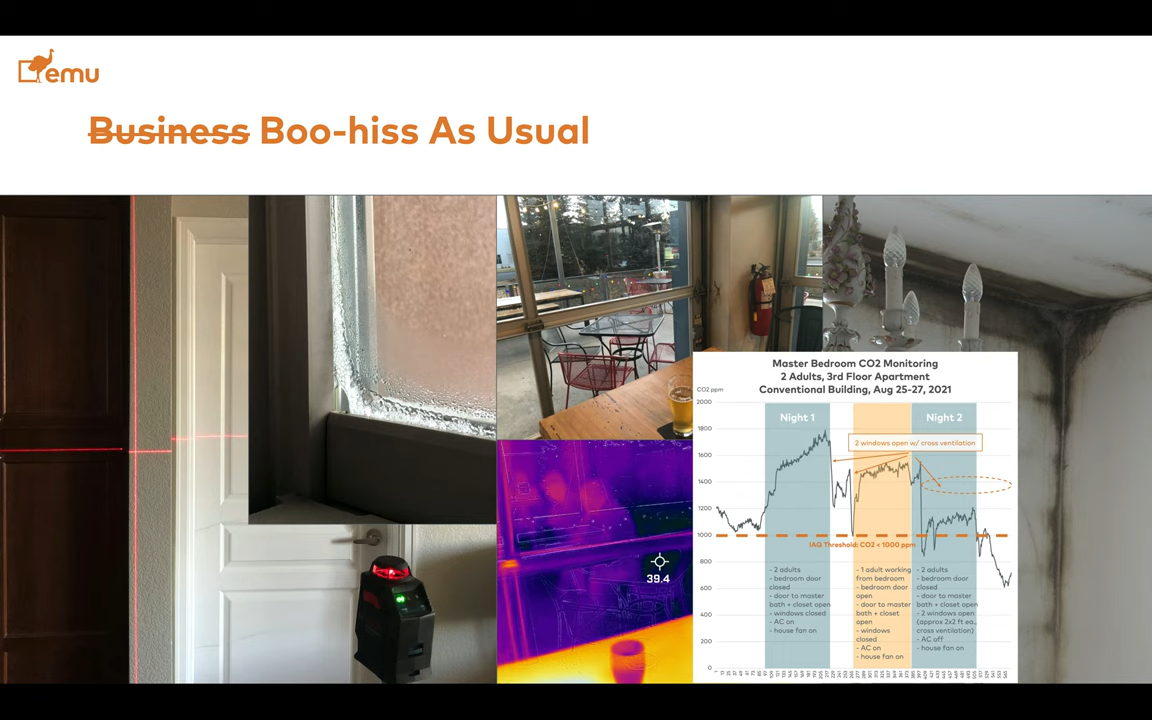 emu
Business Boo-hiss As Usual
39.4
Master Bedroom CO2 Monitoring
2 Adults, 3rd Floor Apartment
Conventional Building, Aug 25-27, 2021
CO2 ppm
2000
1800
1600
1400
1200
1000
800
600
400
200
0
Night 1
Night 2
2 windows open w/ cross ventilation
IAQ Threshold: CO2 < 1000 ppm
- 2 adults
- bedroom door
closed
- door to master
bath + closet open
- windows closed
- AC on
- house fan on
- 1 adult working
from bedroom
- bedroom door
open
- door to master
bath + closet
open
- windows
closed
- AC on
- house fan on
- 2 adults
- bedroom door
closed
- door to master
bath + closet open
- 2 windows open
(approx 2x2 ft ea.,
cross ventilation)
- AC off
- house fan on